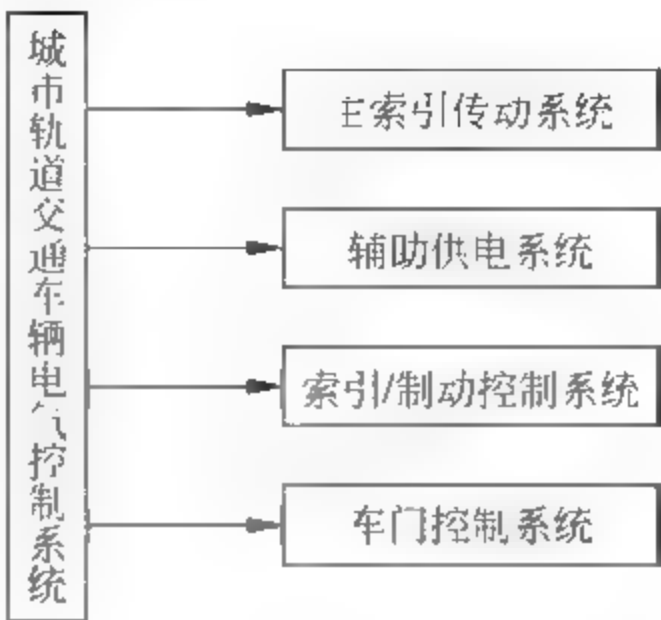 城市轨道交通车辆电气控制系统
主索引传动系统
辅助供电系统
索引/制动控制系统
车门控制系统